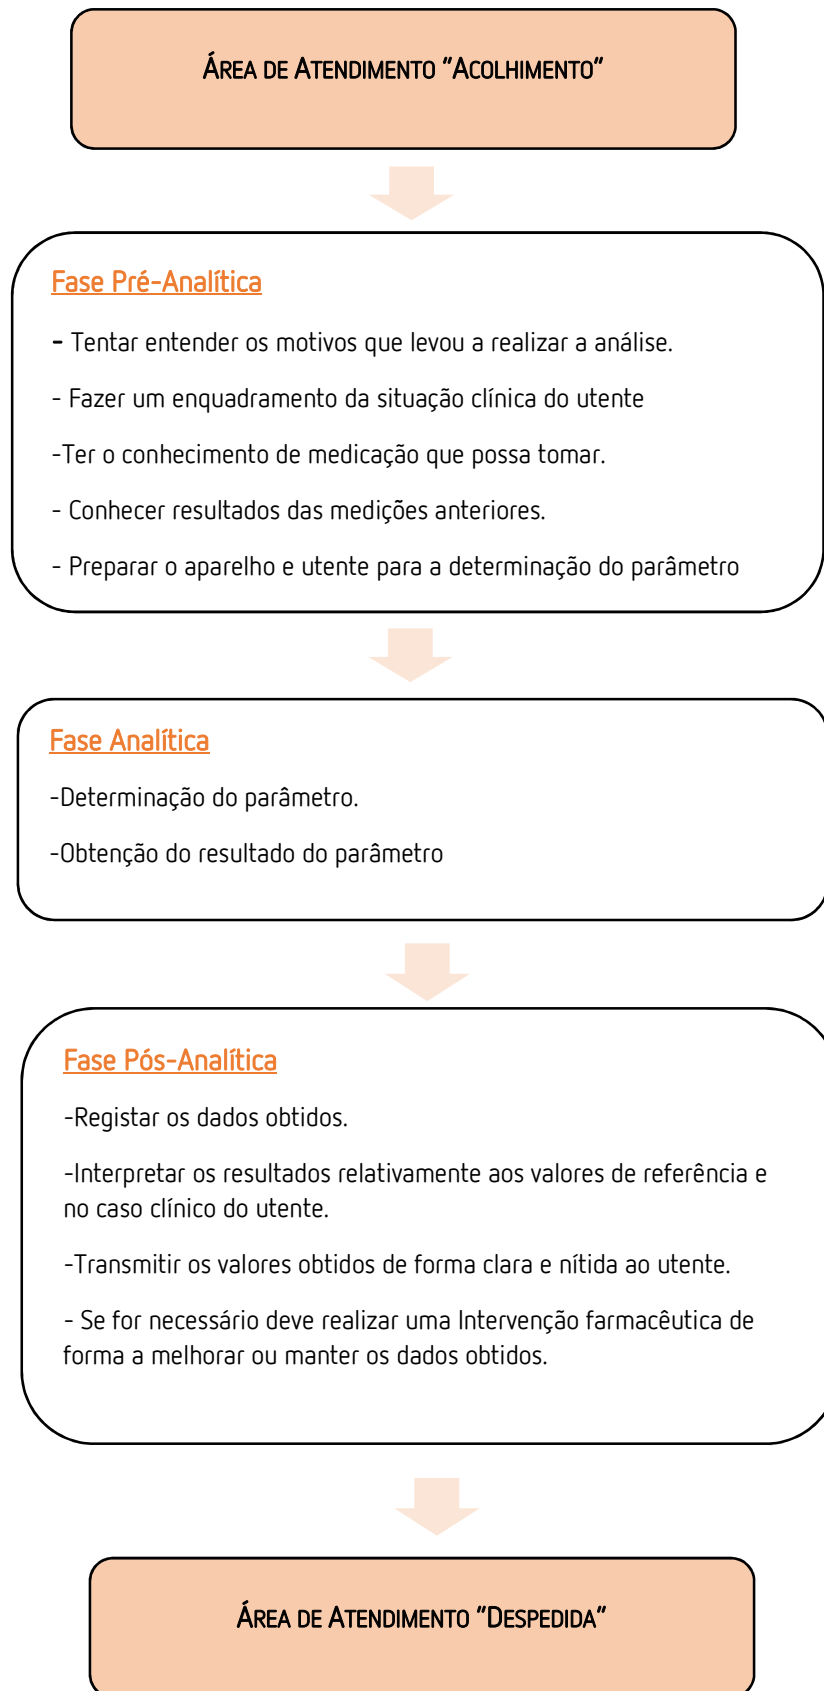 ÁREA DE ATENDIMENTO "ACOLHIMENTO"
Fase Pré-Analítica
- Tentar entender os motivos que levou a realizar a análise.
- Fazer um enquadramento da situação clínica do utente
-Ter o conhecimento de medicação que possa tomar.
- Conhecer resultados das medições anteriores.
- Preparar o aparelho e utente para a determinação do parâmetro
Fase Analítica
-Determinação do parâmetro.
-Obtenção do resultado do parâmetro
Fase Pós-Analítica
-Registar os dados obtidos.
-Interpretar os resultados relativamente aos valores de referência e
no caso clínico do utente.
-Transmitir os valores obtidos de forma clara e nítida ao utente.
- Se for necessário deve realizar uma Intervenção farmacêutica de
forma a melhorar ou manter os dados obtidos.
ÁREA DE ATENDIMENTO "DESPEDIDA"